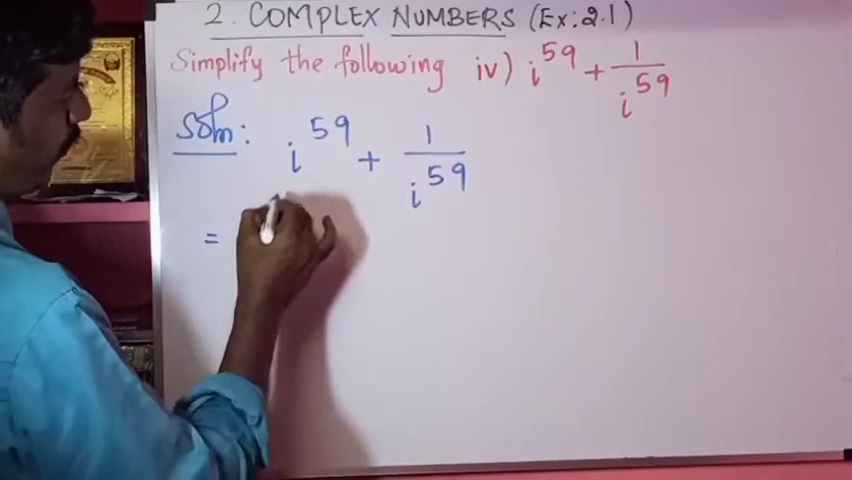 2. COMPLEX NUMBERS (Ex: 2.1)
Simplify the following iv) i^59 + 1/i^59
Soln: i^59 + 1/i^59
=